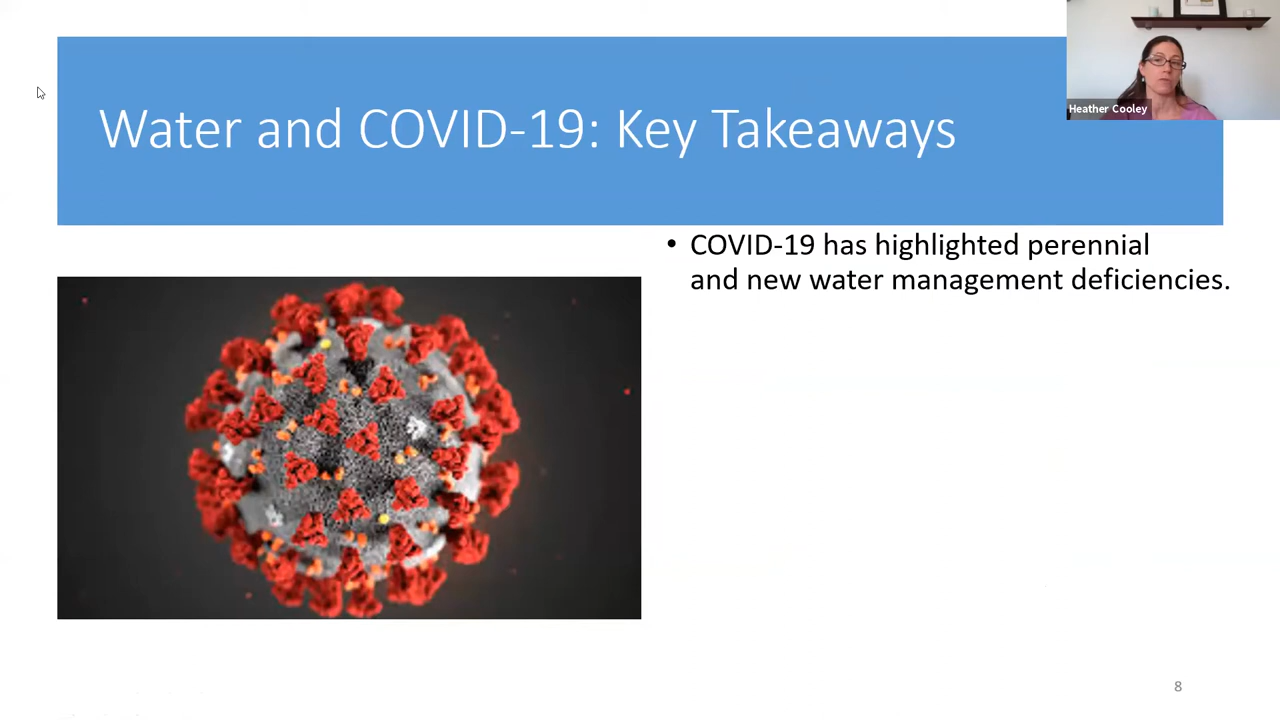 Heather Cooley
Water and COVID-19: Key Takeaways
• COVID-19 has highlighted perennial
and new water management deficiencies.
8